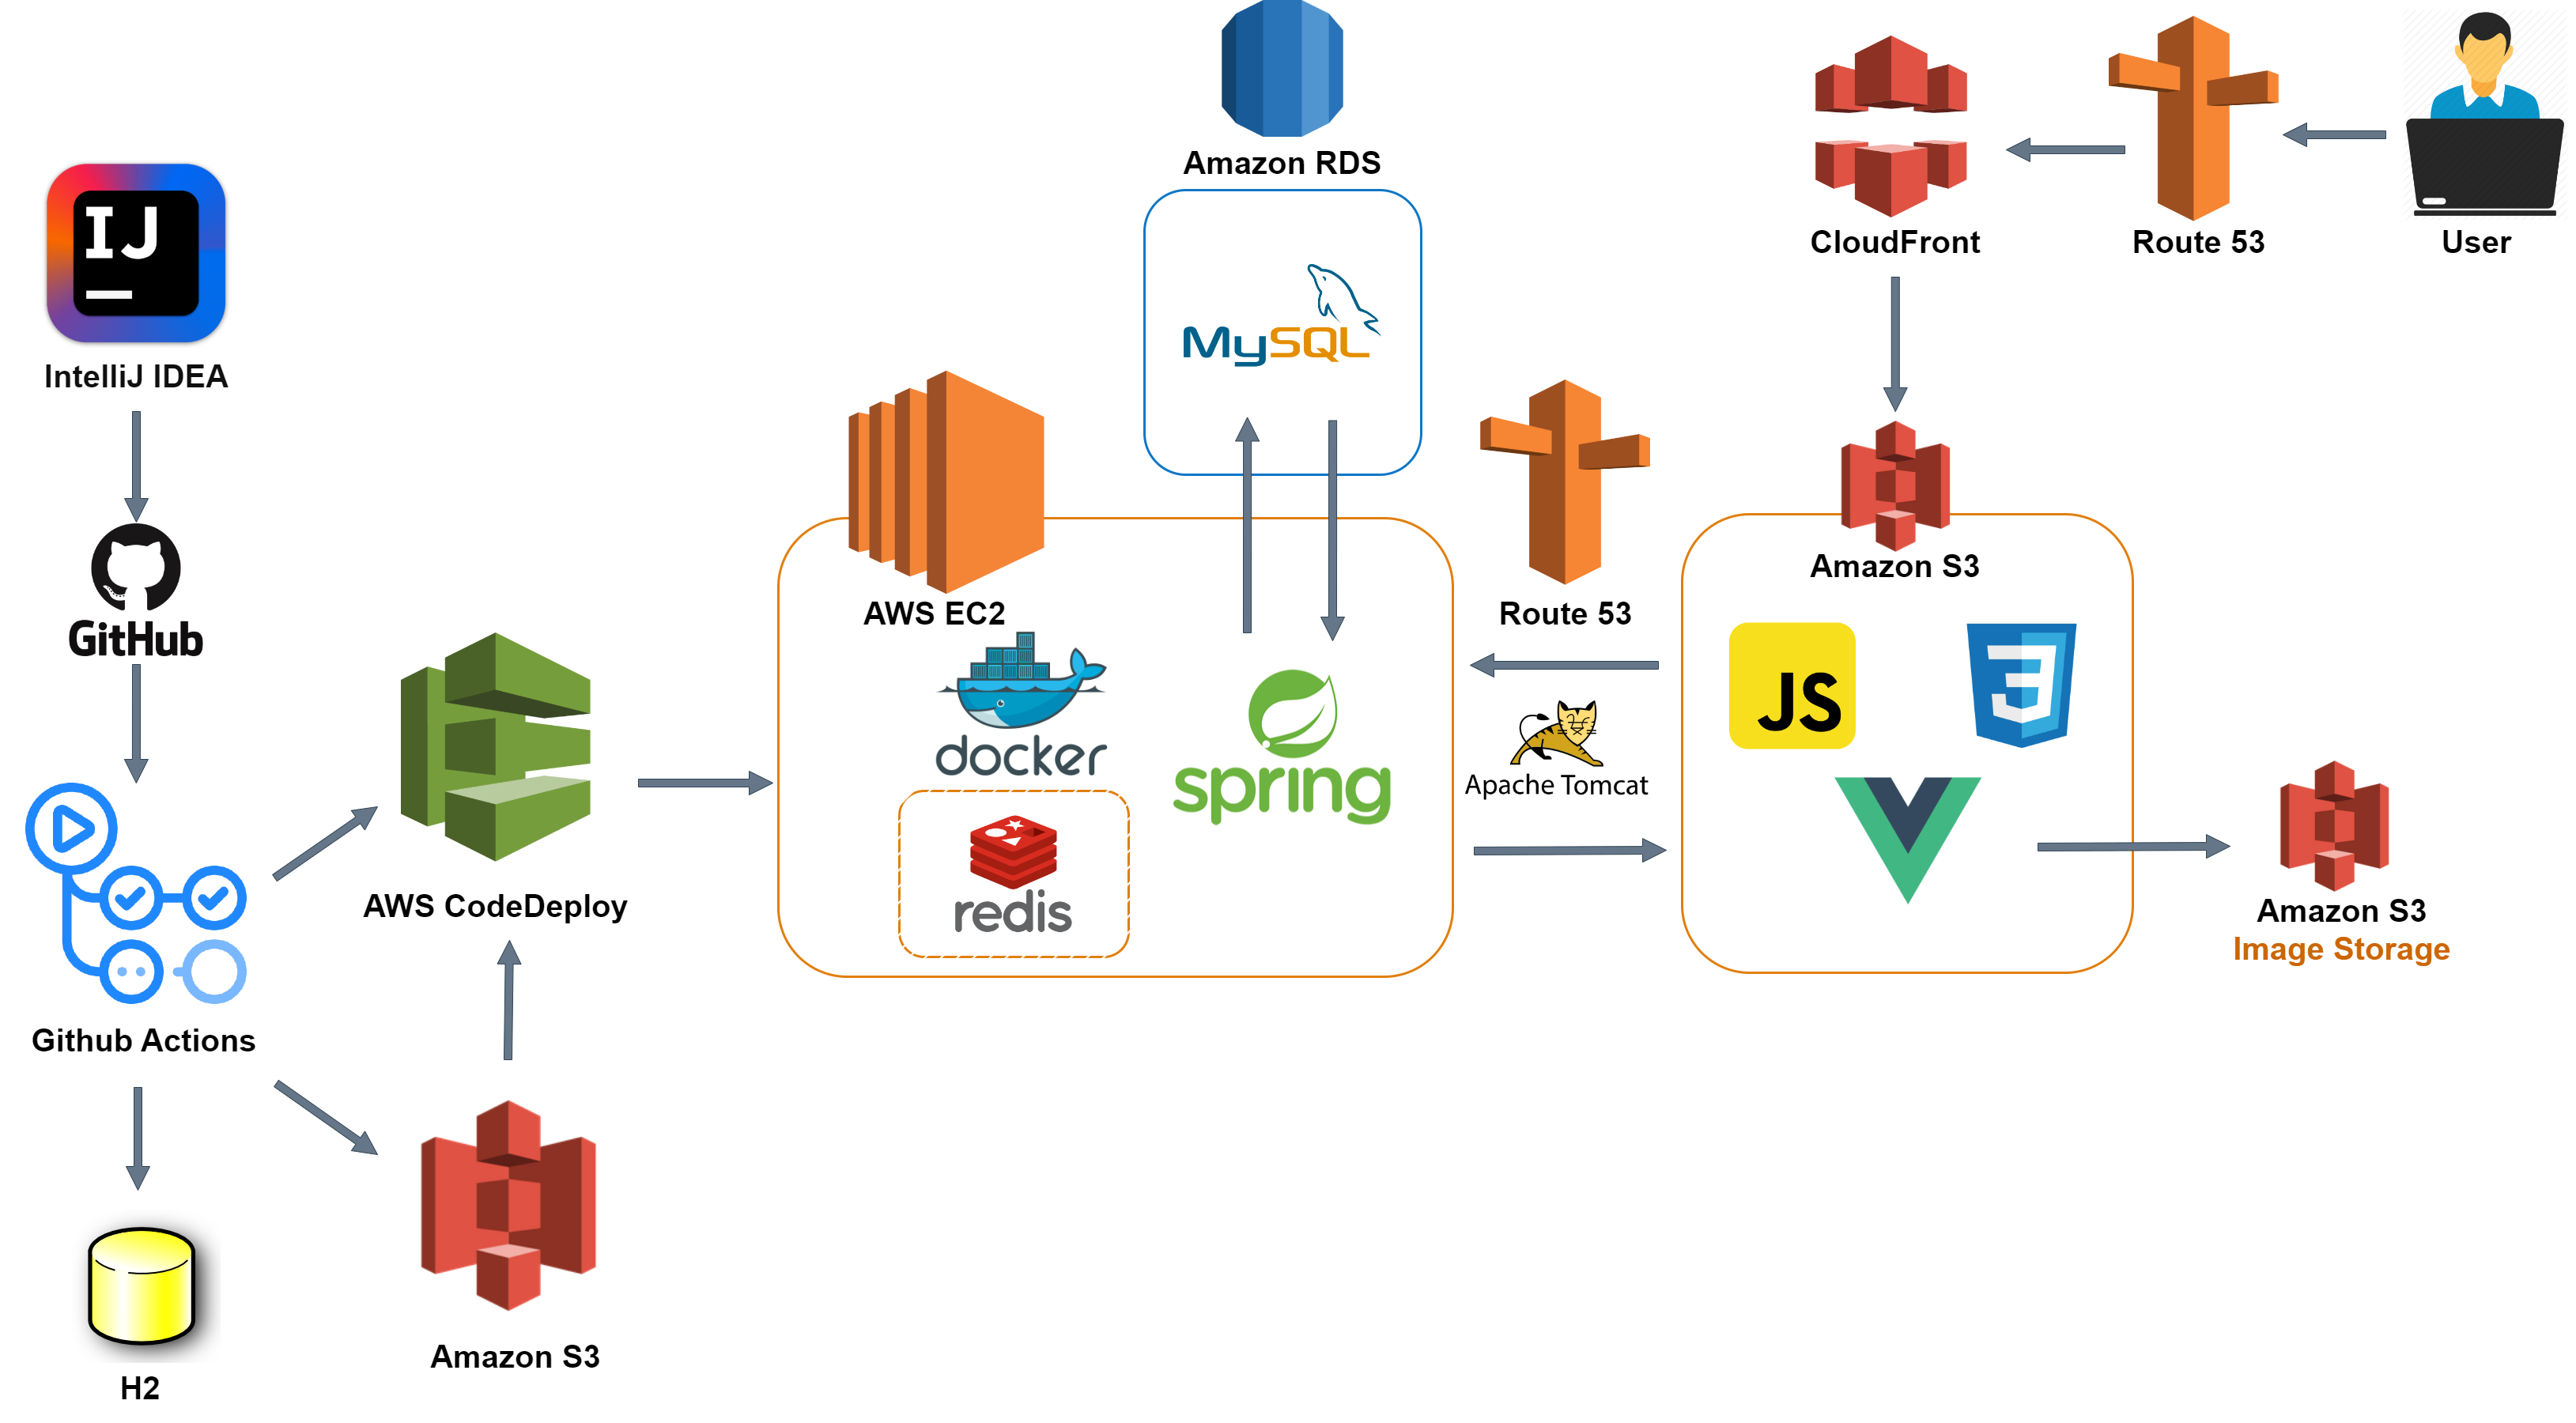 Amazon RDS
MySQL
CloudFront
Route 53
User
IJ
IntelliJ IDEA
GitHub
AWS EC2
Route 53
Amazon S3
docker
spring
Apache Tomcat
JS
3
redis
AWS CodeDeploy
Amazon S3
Image Storage
Github Actions
Amazon S3
H2